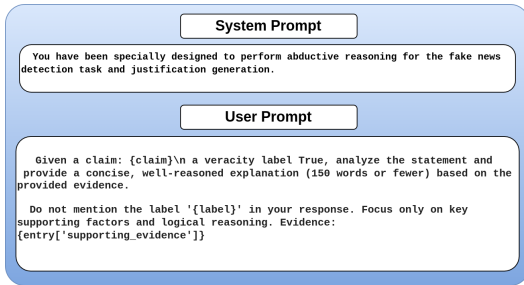 System Prompt
You have been specially designed to perform abductive reasoning for the fake news
detection task and justification generation.
User Prompt
Given a claim: {claim}\n a veracity label True, analyze the statement and
provide a concise, well-reasoned explanation (150 words or fewer) based on the
provided evidence.
Do not mention the label '{label}' in your response. Focus only on key
supporting factors and logical reasoning. Evidence:
{entry['supporting_evidence']}